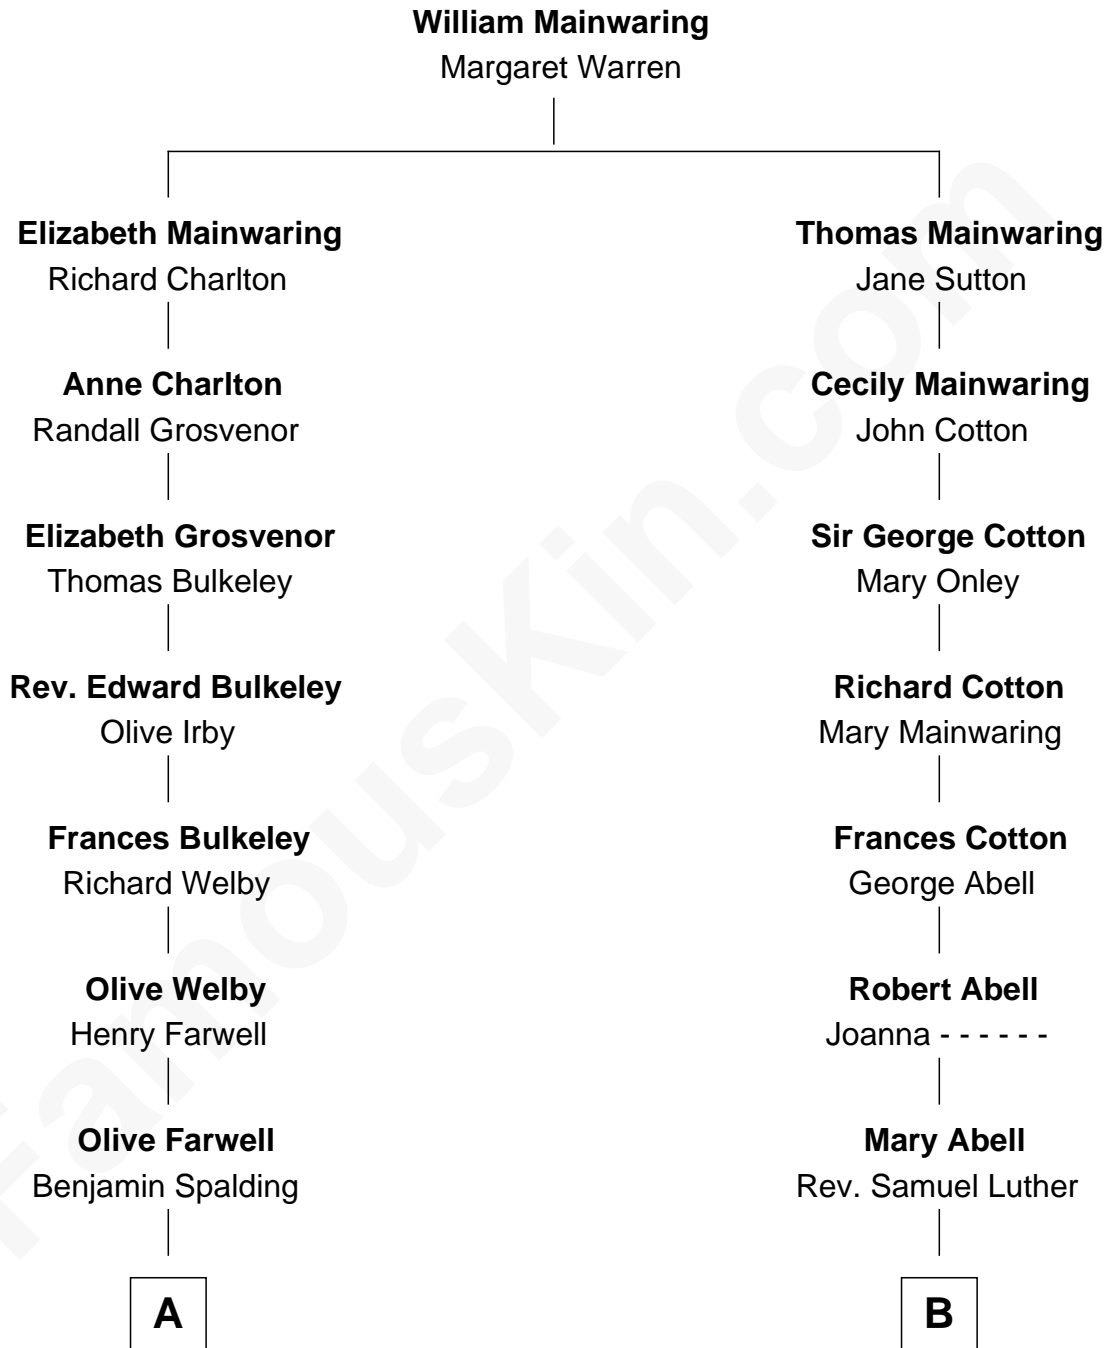 William Mainwaring
Margaret Warren
Elizabeth Mainwaring
Richard Charlton
Thomas Mainwaring
Jane Sutton
Anne Charlton
Randall Grosvenor
Cecily Mainwaring
John Cotton
Elizabeth Grosvenor
Thomas Bulkeley
Sir George Cotton
Mary Onley
Rev. Edward Bulkeley
Olive Irby
Richard Cotton
Mary Mainwaring
Frances Bulkeley
Richard Welby
Frances Cotton
George Abell
Olive Welby
Henry Farwell
Robert Abell
Joanna - - - - - -
Olive Farwell
Benjamin Spalding
Mary Abell
Rev. Samuel Luther
A
B
FamousKin.com